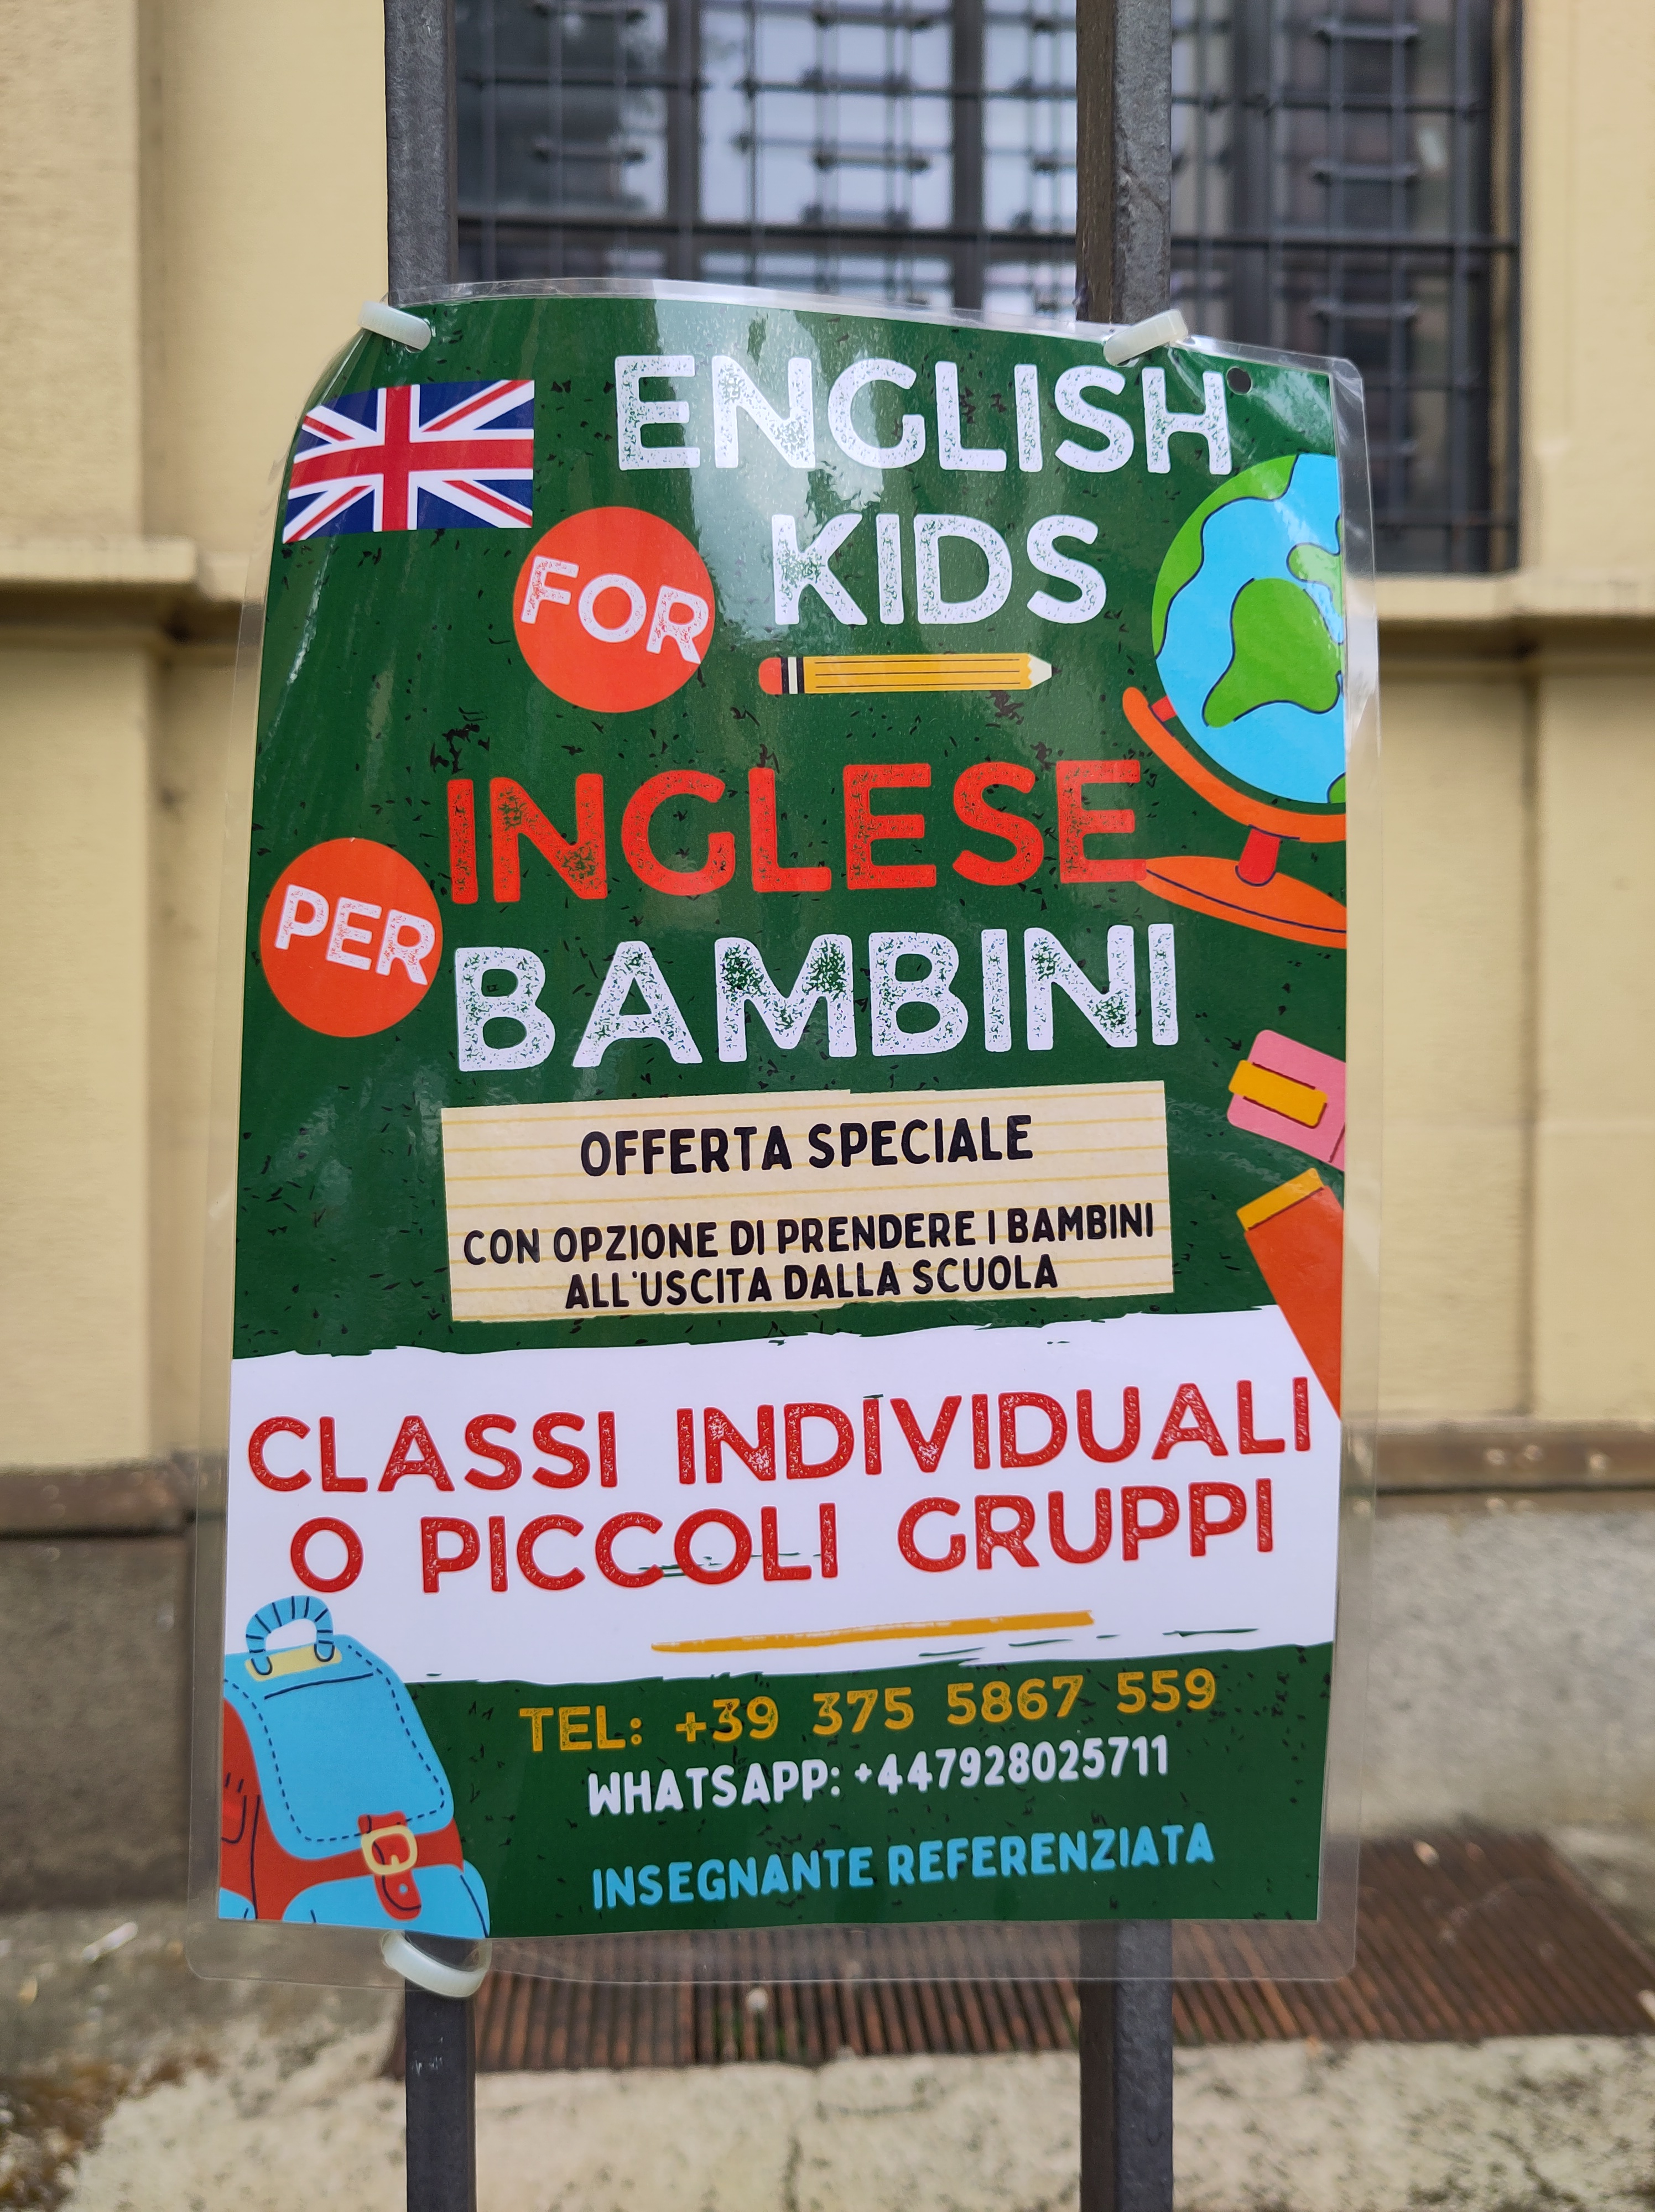 ENGLISH
FOR KIDS
INGLESE
PER BAMBINI
OFFERTA SPECIALE
CON OPZIONE DI PRENDERE I BAMBINI
ALL'USCITA DALLA SCUOLA
CLASSI INDIVIDUALI
O PICCOLI GRUPPI
TEL: +39 375 5867 559
WHATSAPP: +447928025711
INSEGNANTE REFERENZIATA